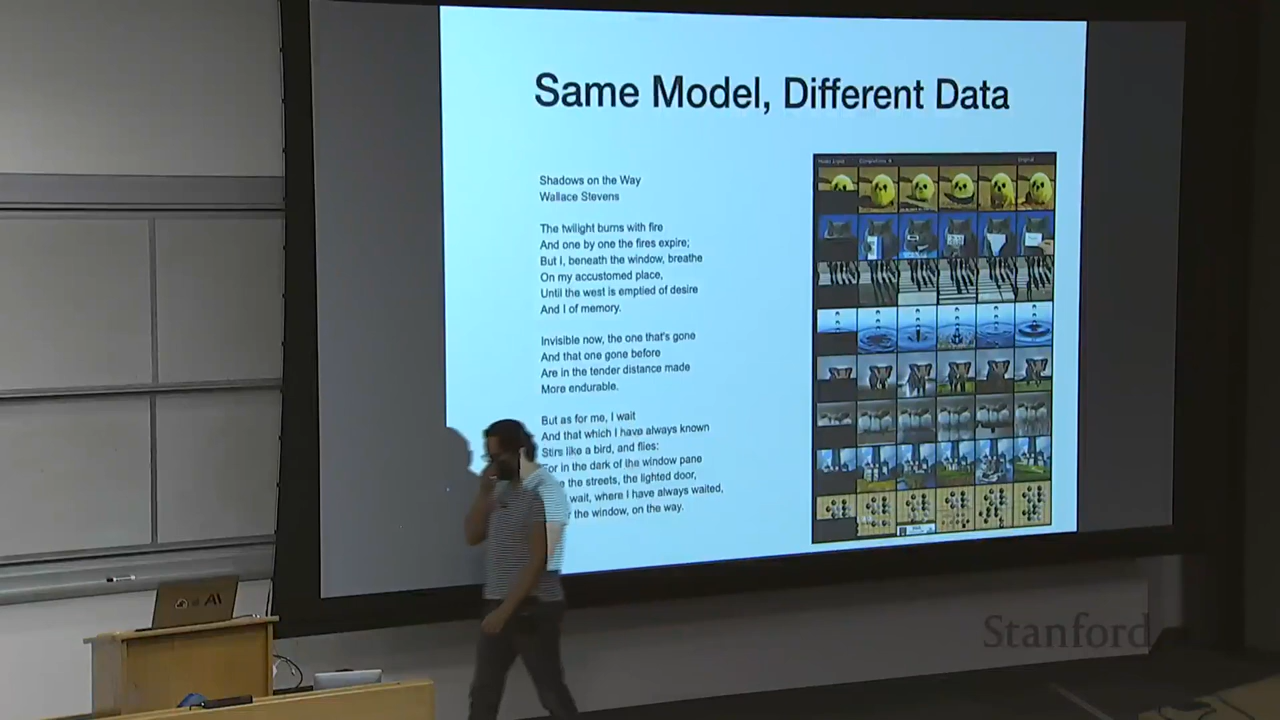 Same Model, Different Data
Shadows on the Way
Wallace Stevens
The twilight burns with fire
And one by one the fires expire;
But I, beneath the window, breathe
On my accustomed place,
Until the west is emptied of desire
And I of memory.
Invisible now, the one that's gone
And that one gone before
Are in the tender distance made
More endurable.
But as for me, I wait
And that which I have always known
Stirs like a bird, and flies:
For in the dark of the window pane
the streets, the lighted door,
wait, where I have always waited,
the window, on the way.
Model Input Completions Original
AI
Stanford